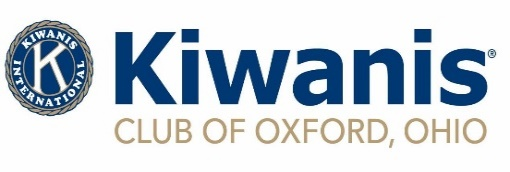 KIWANIS
K
INTERNATIONAL
Kiwanis®
CLUB OF OXFORD, OHIO